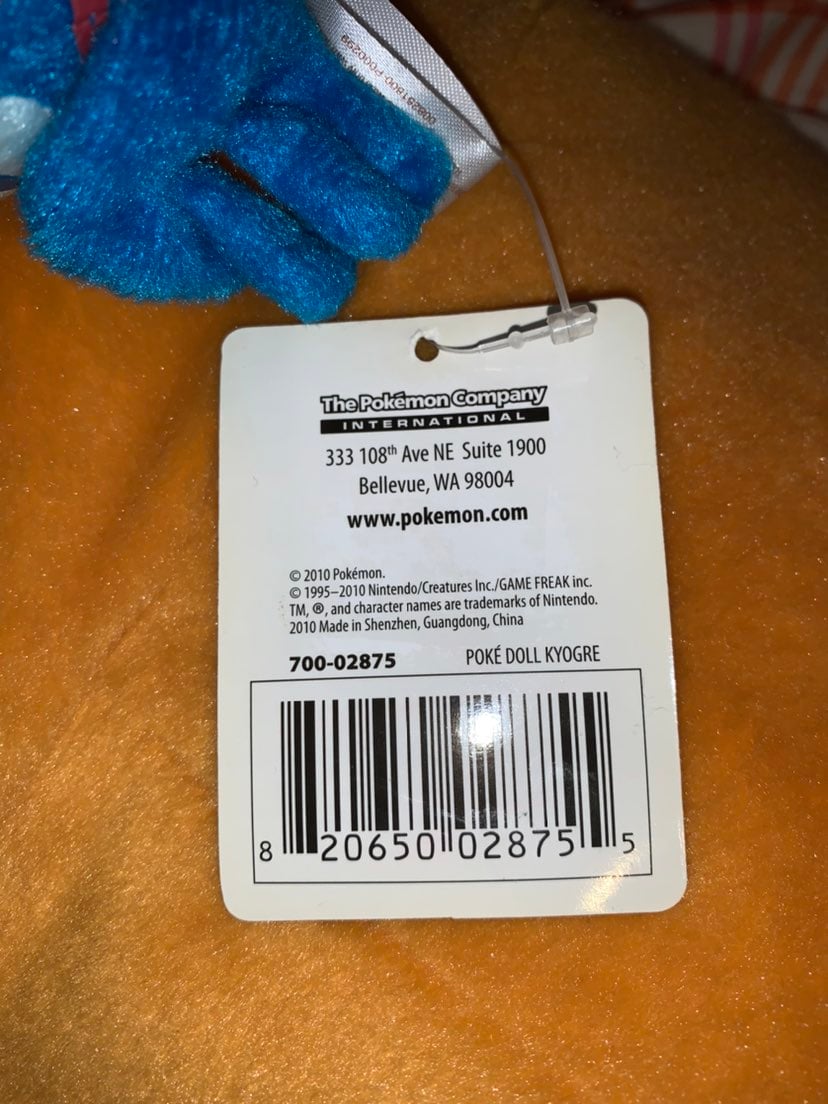 The Pokémon Company
INTERNATIONAL
333 108th Ave NE Suite 1900
Bellevue, WA 98004
www.pokemon.com
© 2010 Pokémon.
© 1995–2010 Nintendo/Creatures Inc./GAME FREAK inc.
TM, ®, and character names are trademarks of Nintendo.
2010 Made in Shenzhen, Guangdong, China
700-02875 POKÉ DOLL KYOGRE
8 20650 02875 5